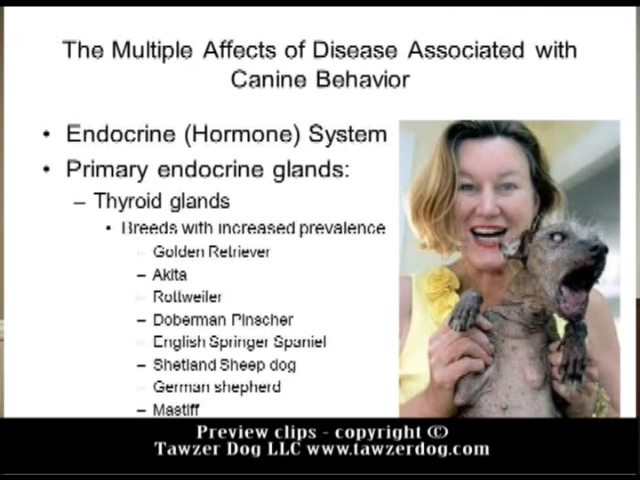 The Multiple Affects of Disease Associated with
Canine Behavior
• Endocrine (Hormone) System
• Primary endocrine glands:
– Thyroid glands
• Breeds with increased prevalence
– Golden Retriever
– Akita
– Rottweiler
– Doberman Pinscher
– English Springer Spaniel
– Shetland Sheep dog
– German shepherd
– Mastiff
Preview clips - copyright ©
Tawzer Dog LLC www.tawzerdog.com